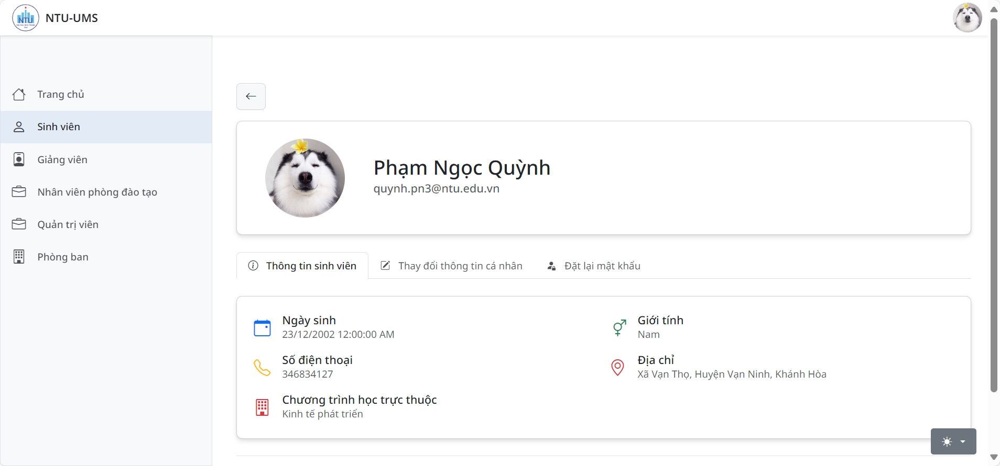 NTU
NTU-UMS
Trang chủ
Sinh viên
Giảng viên
Nhân viên phòng đào tạo
Quản trị viên
Phòng ban
Phạm Ngọc Quỳnh
quynh.pn3@ntu.edu.vn
Thông tin sinh viên
Thay đổi thông tin cá nhân
Đặt lại mật khẩu
Ngày sinh
23/12/2002 12:00:00 AM
Giới tính
Nam
Số điện thoại
346834127
Địa chỉ
Xã Vạn Thọ, Huyện Vạn Ninh, Khánh Hòa
Chương trình học trực thuộc
Kinh tế phát triển